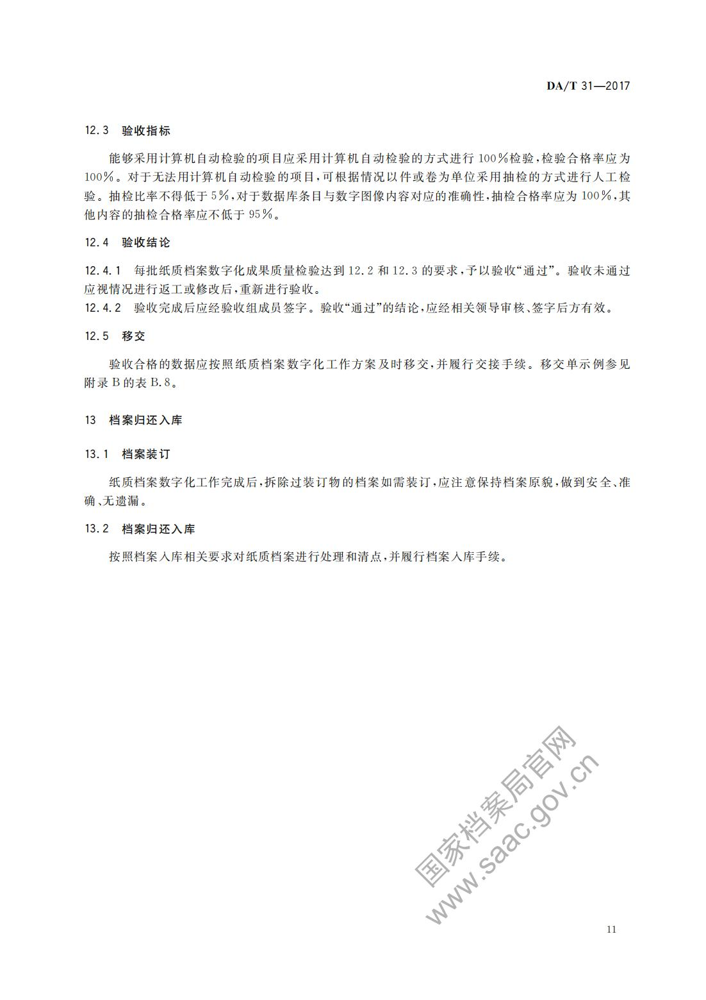 DA/T 31—2017
12.3 验收指标
能够采用计算机自动检验的项目应采用计算机自动检验的方式进行 100%检验,检验合格率应为
100%。对于无法用计算机自动检验的项目,可根据情况以件或卷为单位采用抽检的方式进行人工检
验。抽检比率不得低于 5%,对于数据库条目与数字图像内容对应的准确性,抽检合格率应为 100%,其
他内容的抽检合格率应不低于 95%。
12.4 验收结论
12.4.1 每批纸质档案数字化成果质量检验达到 12.2 和 12.3 的要求,予以验收“通过”。验收未通过
应视情况进行返工或修改后,重新进行验收。
12.4.2 验收完成后应经验收组成员签字。验收“通过”的结论,应经相关领导审核、签字后方有效。
12.5 移交
验收合格的数据应按照纸质档案数字化工作方案及时移交,并履行交接手续。移交单示例参见
附录 B 的表 B.8。
13 档案归还入库
13.1 档案装订
纸质档案数字化工作完成后,拆除过装订物的档案如需装订,应注意保持档案原貌,做到安全、准
确、无遗漏。
13.2 档案归还入库
按照档案入库相关要求对纸质档案进行处理和清点,并履行档案入库手续。
国家档案局官网
www.saac.gov.cn
11